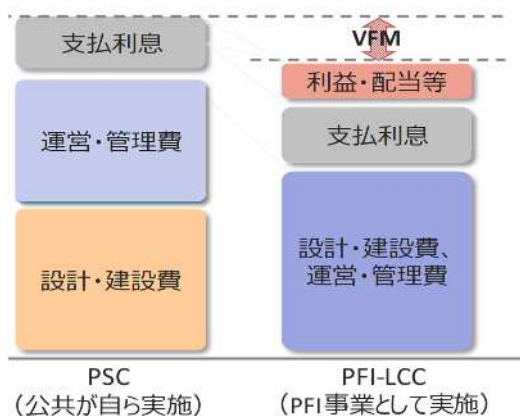 支払利息
運営・管理費
設計・建設費
PSC
（公共が自ら実施）
VFM
利益・配当等
支払利息
設計・建設費、
運営・管理費
PFI-LCC
（PFI事業として実施）